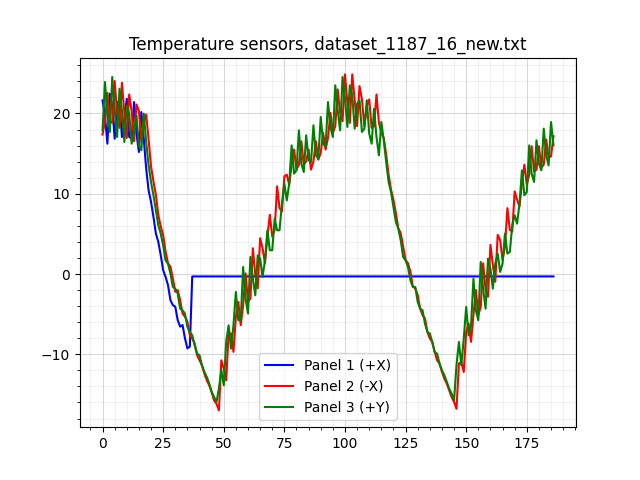 Temperature sensors, dataset_1187_16_new.txt
20
10
0
−10
Panel 1 (+X)
Panel 2 (-X)
Panel 3 (+Y)
0 25 50 75 100 125 150 175